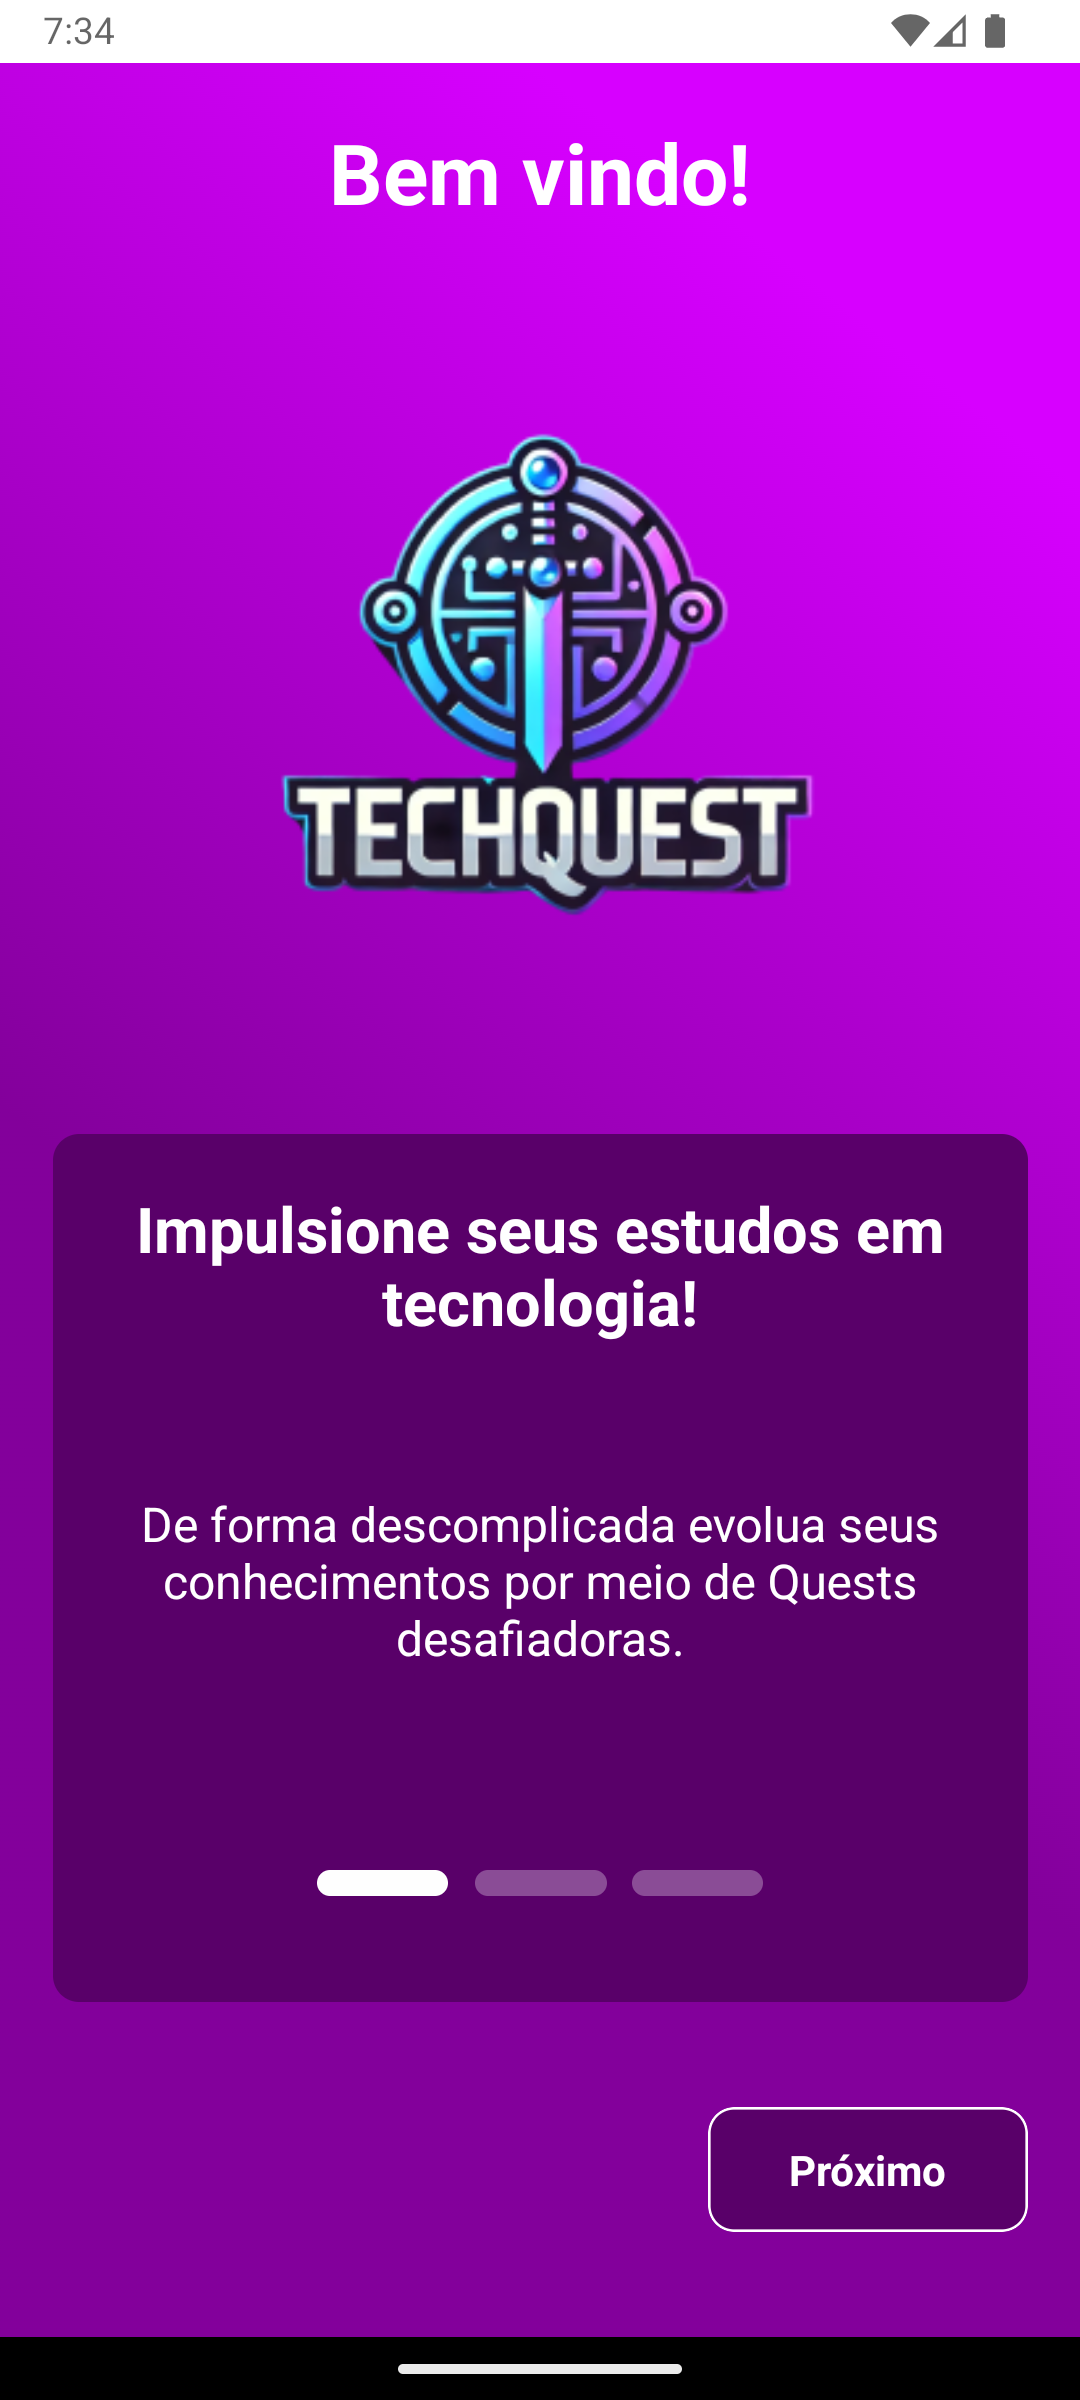 7:34
Bem vindo!
TECHQUEST
Impulsione seus estudos em
tecnologia!
De forma descomplicada evolua seus
conhecimentos por meio de Quests
desafiadoras.
Próximo